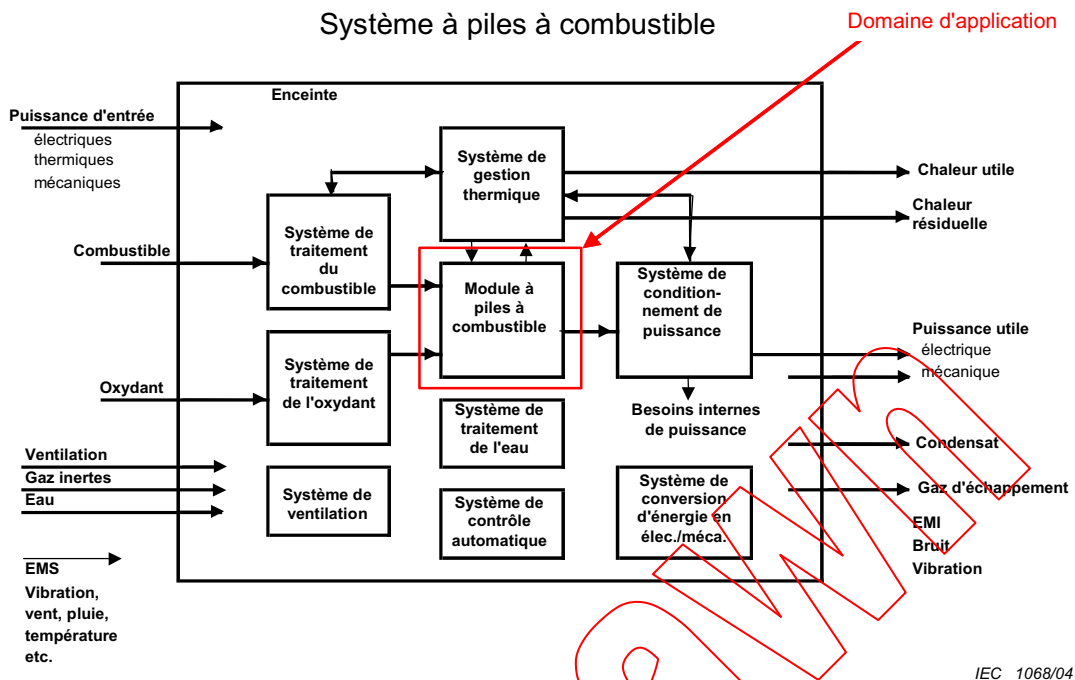 Système à piles à combustible
Domaine d'application
Enceinte
Puissance d'entrée
électriques
thermiques
mécaniques
Combustible
Oxydant
Ventilation
Gaz inertes
Eau
EMS
Vibration,
vent, pluie,
température
etc.
Système de
gestion
thermique
Système de
traitement
du
combustible
Module à
piles à
combustible
Système de
condition-
nement de
puissance
Système de
traitement
de l'oxydant
Système de
traitement
de l'eau
Besoins internes
de puissance
Système de
ventilation
Système de
contrôle
automatique
Système de
conversion
d'énergie en
élec./méca.
Chaleur utile
Chaleur
résiduelle
Puissance utile
électrique
mécanique
Condensat
Gaz d'échappement
EMI
Bruit
Vibration
IEC 1068/04